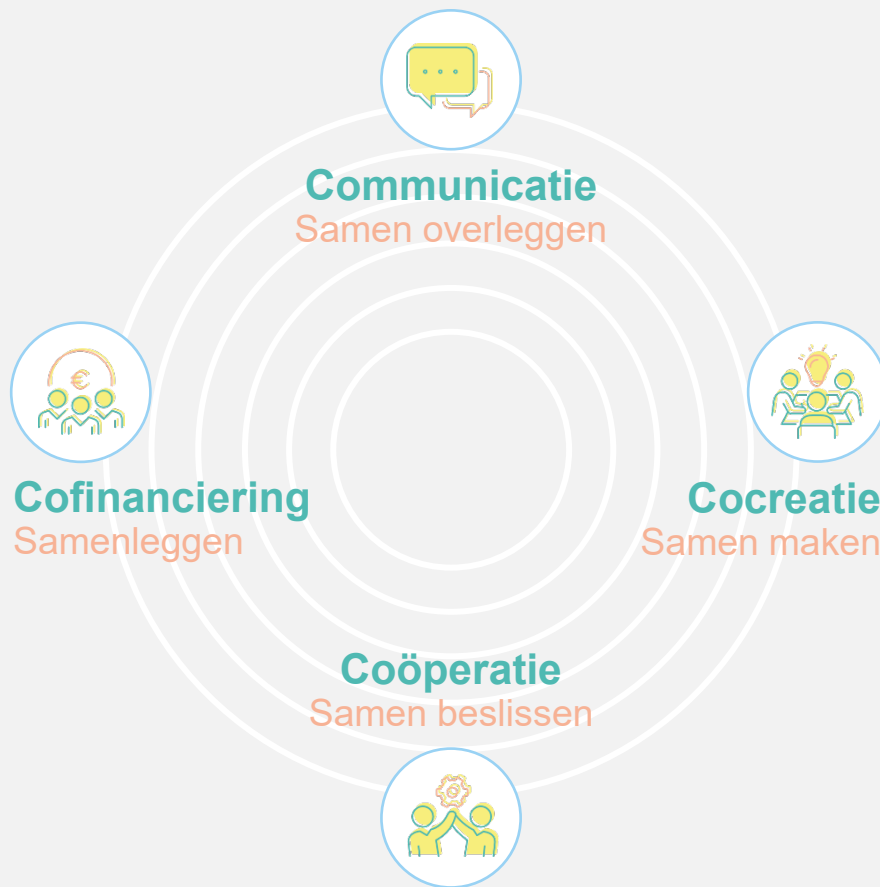 Communicatie
Samen overleggen
Cofinanciering
Samenleggen
Cocreatie
Samen maken
Coöperatie
Samen beslissen